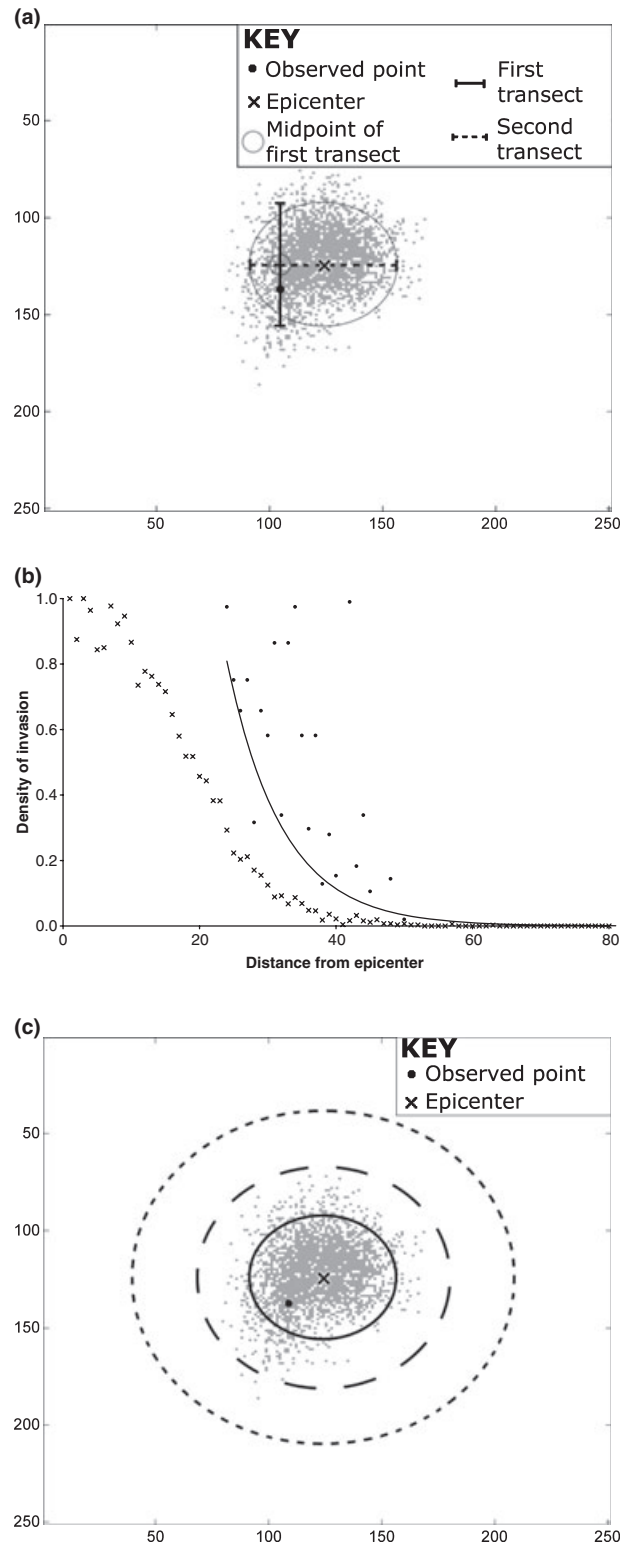 (a)
KEY
Observed point
Epicenter
Midpoint of
first transect
First
transect
Second
transect
50
100
150
200
250
50
100
150
200
250
(b)
1.0
0.8
0.6
0.4
0.2
0.0
Density of invasion
0
20
40
60
80
Distance from epicenter
(c)
KEY
Observed point
Epicenter
50
100
150
200
250
50
100
150
200
250